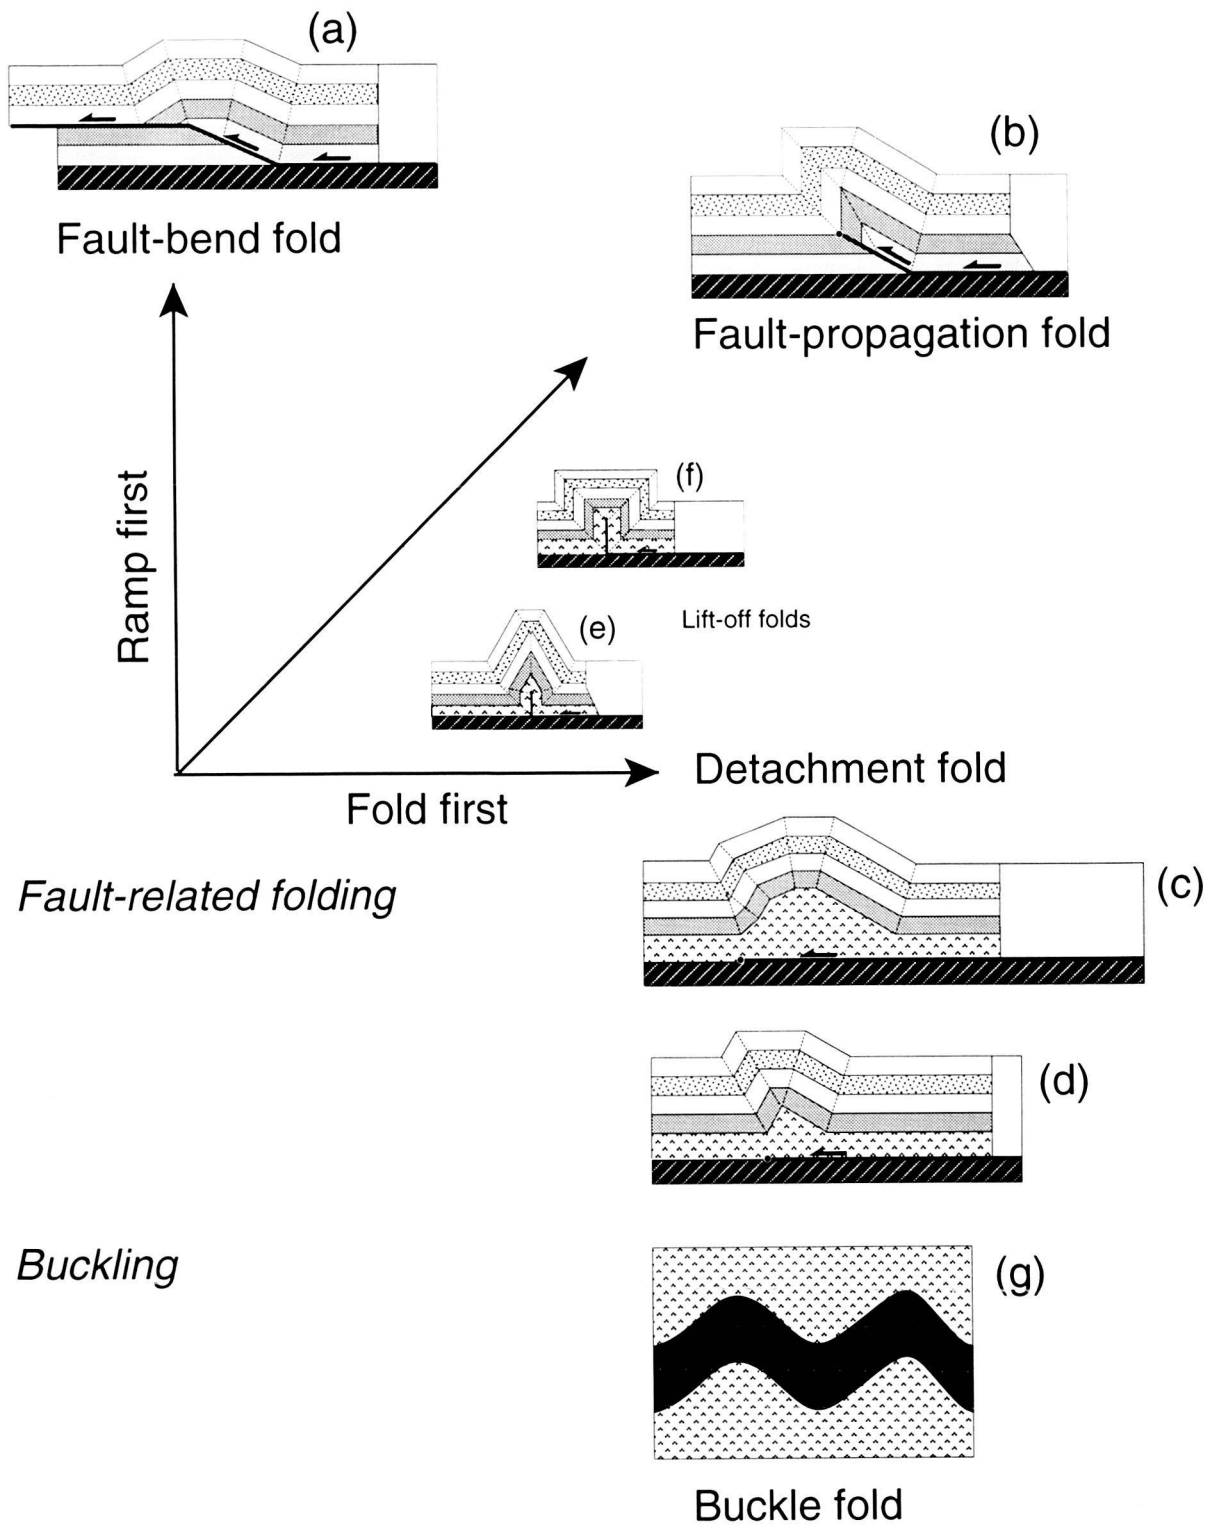 (a)
Fault-bend fold
(b)
Fault-propagation fold
Ramp first
(f)
Lift-off folds
(e)
Detachment fold
Fold first
Fault-related folding
(c)
(d)
Buckling
(g)
Buckle fold